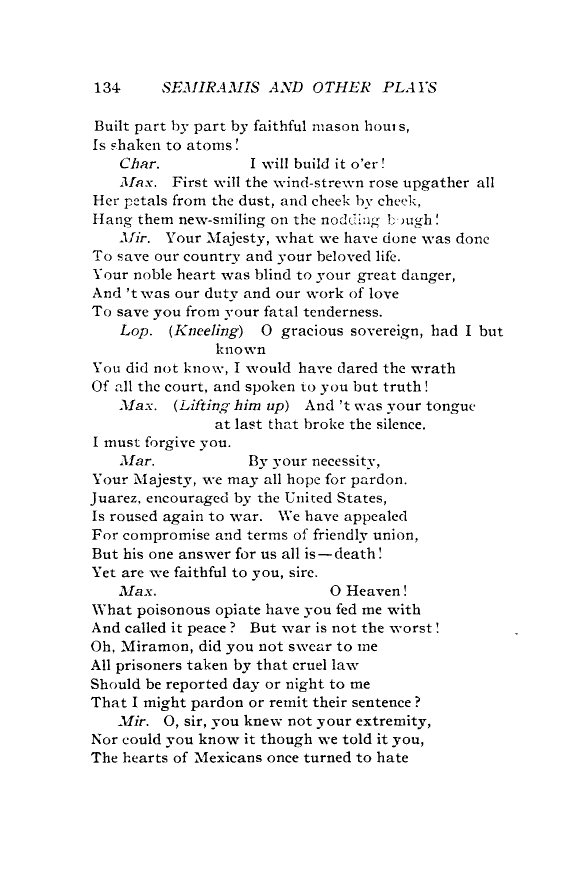 134 SEMIRAMIS AND OTHER PLAYS
Built part by part by faithful mason hours,
Is shaken to atoms!
Char. I will build it o'er!
Max. First will the wind-strewn rose upgather all
Her petals from the dust, and cheek by cheek,
Hang them new-smiling on the nodding bough!
Mir. Your Majesty, what we have done was done
To save our country and your beloved life.
Your noble heart was blind to your great danger,
And 't was our duty and our work of love
To save you from your fatal tenderness.
Lop. (Kneeling) O gracious sovereign, had I but
known
You did not know, I would have dared the wrath
Of all the court, and spoken to you but truth!
Max. (Lifting him up) And 't was your tongue
at last that broke the silence.
I must forgive you.
Mar. By your necessity,
Your Majesty, we may all hope for pardon.
Juarez, encouraged by the United States,
Is roused again to war. We have appealed
For compromise and terms of friendly union,
But his one answer for us all is—death!
Yet are we faithful to you, sire.
Max. O Heaven!
What poisonous opiate have you fed me with
And called it peace? But war is not the worst!
Oh, Miramon, did you not swear to me
All prisoners taken by that cruel law
Should be reported day or night to me
That I might pardon or remit their sentence?
Mir. O, sir, you knew not your extremity,
Nor could you know it though we told it you,
The hearts of Mexicans once turned to hate